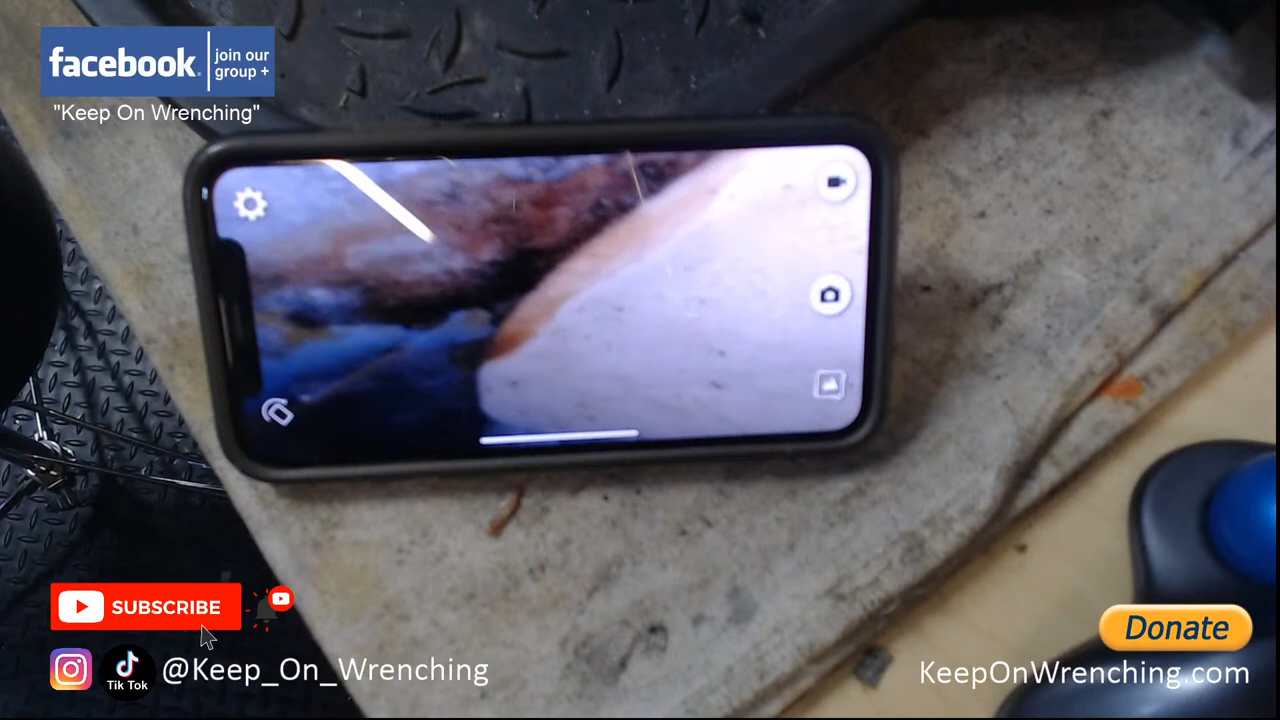 facebook.
join our
group +
"Keep On Wrenching"
SUBSCRIBE
Tik Tok
@Keep_On_Wrenching
Donate
KeepOnWrenching.com